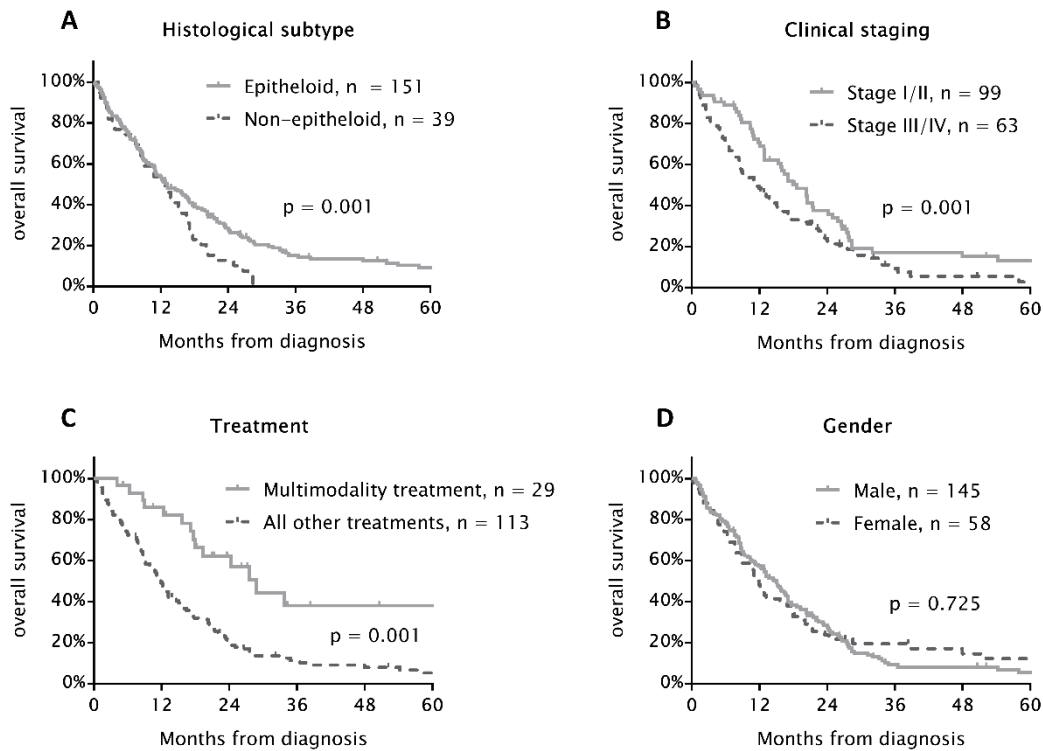 A
Histological subtype
Epitheloid, n = 151
Non-epitheloid, n = 39
p = 0.001
overall survival
100%
80%
60%
40%
20%
0%
0 12 24 36 48 60
Months from diagnosis
B
Clinical staging
Stage I/II, n = 99
Stage III/IV, n = 63
p = 0.001
overall survival
100%
80%
60%
40%
20%
0%
0 12 24 36 48 60
Months from diagnosis
C
Treatment
Multimodality treatment, n = 29
All other treatments, n = 113
p = 0.001
overall survival
100%
80%
60%
40%
20%
0%
0 12 24 36 48 60
Months from diagnosis
D
Gender
Male, n = 145
Female, n = 58
p = 0.725
overall survival
100%
80%
60%
40%
20%
0%
0 12 24 36 48 60
Months from diagnosis